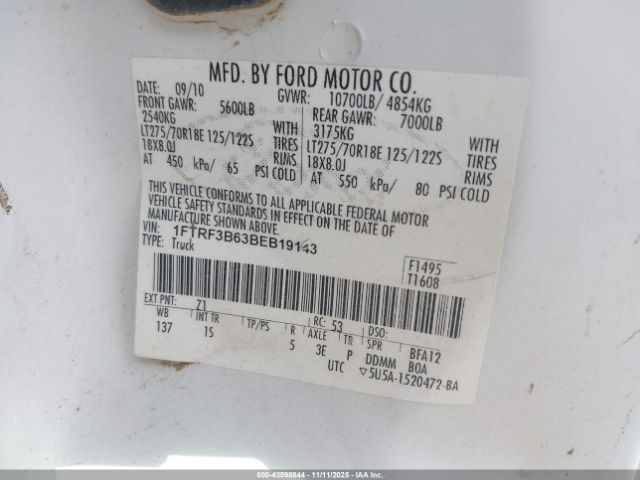 MFD. BY FORD MOTOR CO.
DATE: 09/10 GVWR: 10700LB/ 4854KG
FRONT GAWR: 5600LB REAR GAWR: 7000LB
2540KG WITH 3175KG WITH
LT275/70R18E 125/122S TIRES LT275/70R18E 125/122S TIRES
18X8.0J RIMS 18X8.0J RIMS
AT 450 kPa/ 65 PSI COLD AT 550 kPa/ 80 PSI COLD
THIS VEHICLE CONFORMS TO ALL APPLICABLE FEDERAL MOTOR
VEHICLE SAFETY STANDARDS IN EFFECT ON THE DATE OF
MANUFACTURE SHOWN ABOVE.
VIN: 1FTRF3B63BEB19143
TYPE: Truck
F1495
T1608
EXT PNT: Z1 RC: 53 DSO:
WB INT TR TP/PS R AXLE TR SPR BFA12
137 1S 5 3E P DDMM BOA
UTC ▽5U5A-1520472-BA
000-43598844 - 11/11/2025 - IAAHOLDINGS